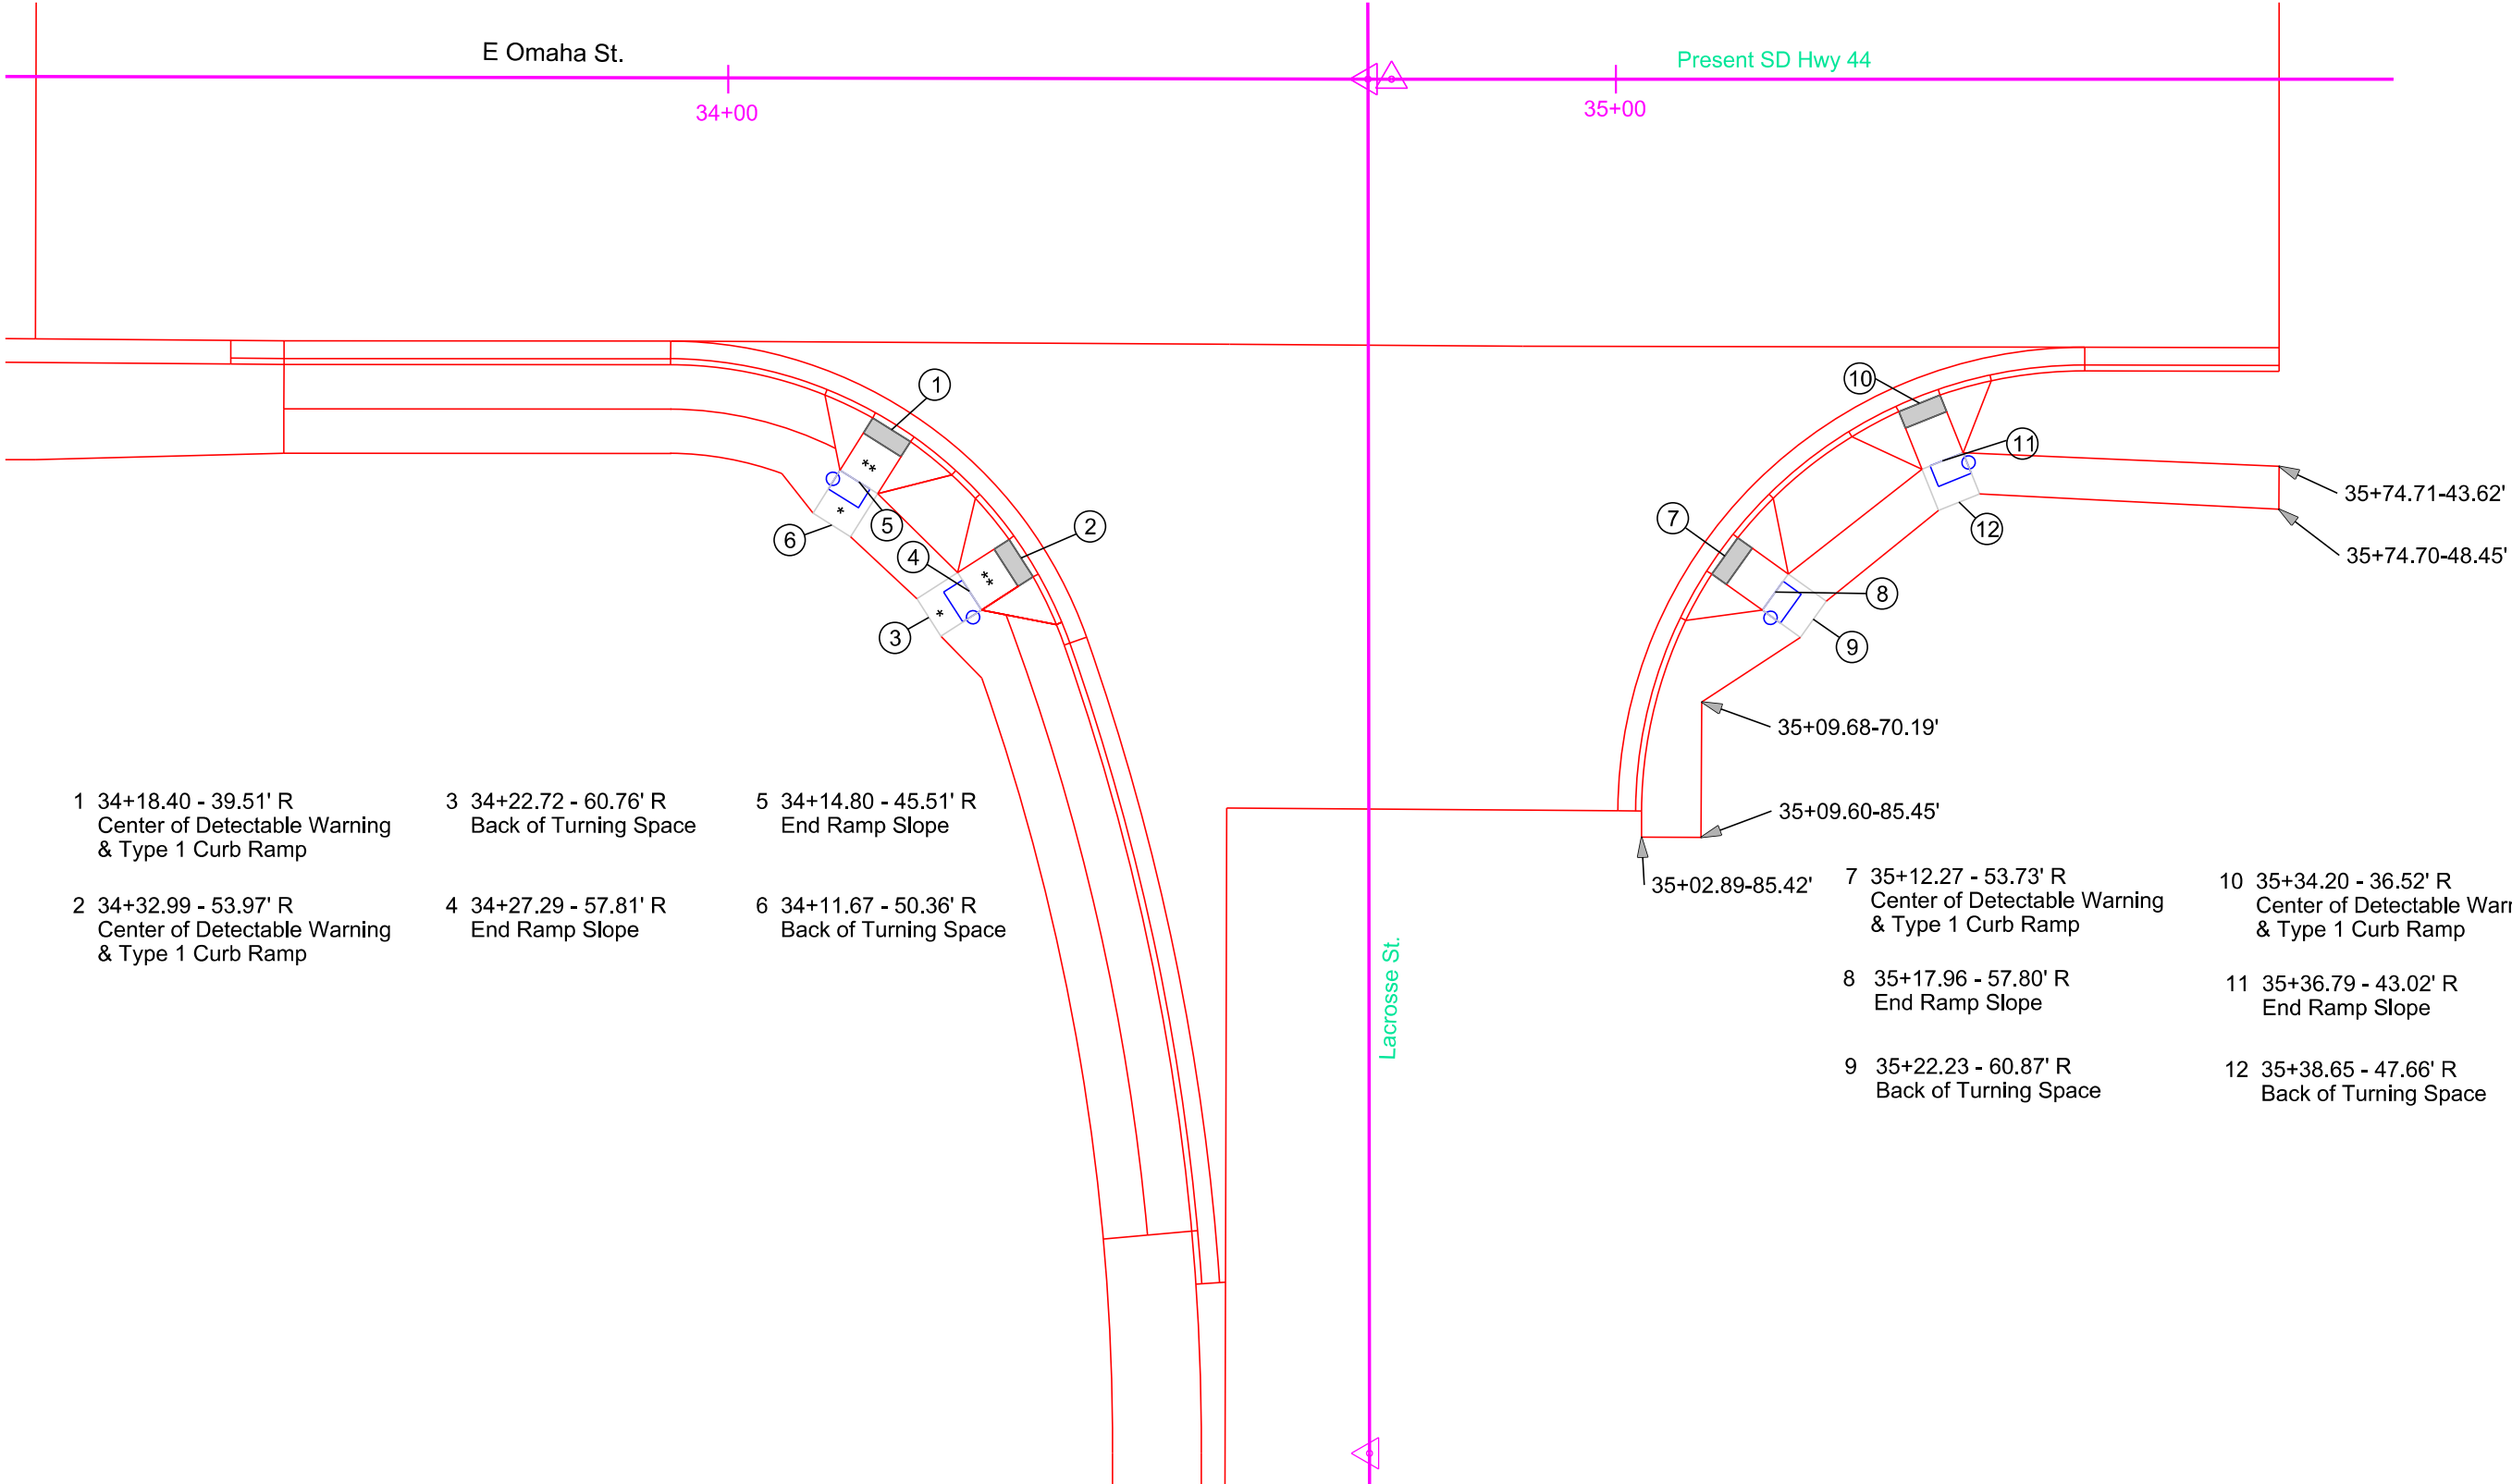 E Omaha St.
Present SD Hwy 44
34+00
35+00
1
10
11
2
5
6
4
3
7
12
8
9
**
*
**
*
35+74.71-43.62'
35+74.70-48.45'
35+09.68-70.19'
35+09.60-85.45'
35+02.89-85.42'
Lacrosse St.
1 34+18.40 - 39.51' R
Center of Detectable Warning
& Type 1 Curb Ramp
2 34+32.99 - 53.97' R
Center of Detectable Warning
& Type 1 Curb Ramp
3 34+22.72 - 60.76' R
Back of Turning Space
4 34+27.29 - 57.81' R
End Ramp Slope
5 34+14.80 - 45.51' R
End Ramp Slope
6 34+11.67 - 50.36' R
Back of Turning Space
7 35+12.27 - 53.73' R
Center of Detectable Warning
& Type 1 Curb Ramp
8 35+17.96 - 57.80' R
End Ramp Slope
9 35+22.23 - 60.87' R
Back of Turning Space
10 35+34.20 - 36.52' R
Center of Detectable
& Type 1 Curb Ramp
11 35+36.79 - 43.02' R
End Ramp Slope
12 35+38.65 - 47.66' R
Back of Turning Space